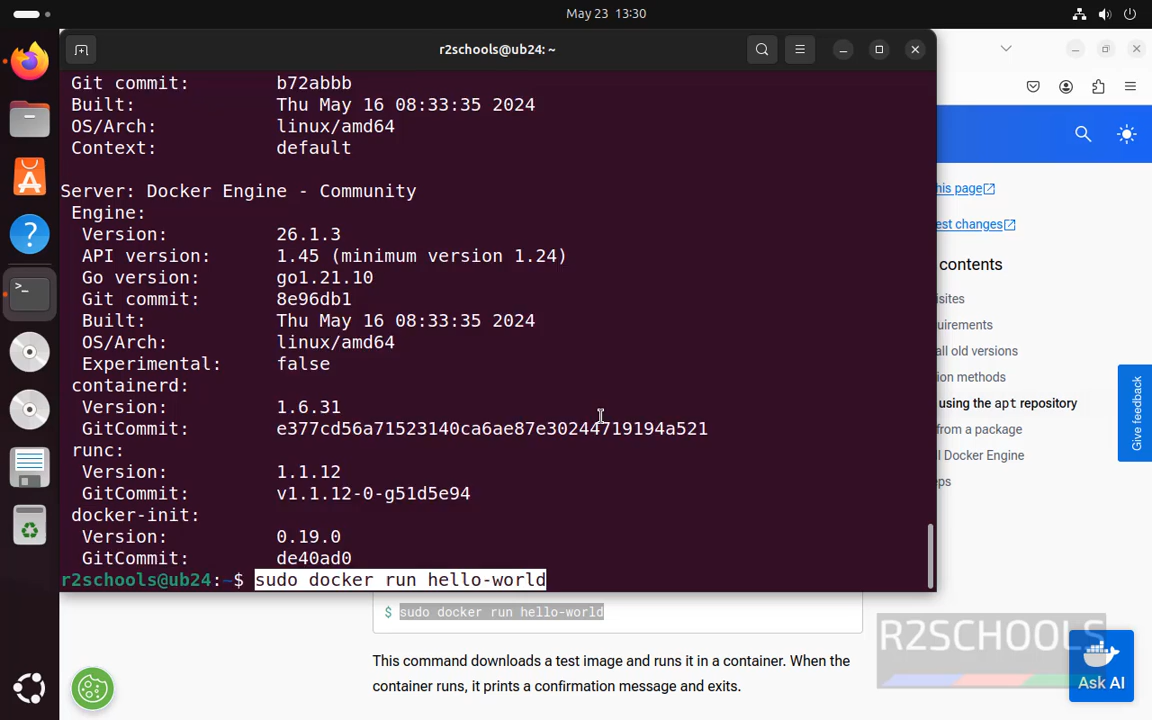 May 23 13:30
r2schools@ub24: ~
Git commit: b72abbb
Built: Thu May 16 08:33:35 2024
OS/Arch: linux/amd64
Context: default
Server: Docker Engine - Community
Engine:
Version: 26.1.3
API version: 1.45 (minimum version 1.24)
Go version: go1.21.10
Git commit: 8e96db1
Built: Thu May 16 08:33:35 2024
OS/Arch: linux/amd64
Experimental: false
containerd:
Version: 1.6.31
GitCommit: e377cd56a71523140ca6ae87e30244719194a521
runc:
Version: 1.1.12
GitCommit: v1.1.12-0-g51d5e94
docker-init:
Version: 0.19.0
GitCommit: de40ad0
r2schools@ub24:~$ sudo docker run hello-world
his page
est changes
contents
isites
uirements
all old versions
ion methods
using the apt repository
from a package
ll Docker Engine
eps
Give feedback
$ sudo docker run hello-world
This command downloads a test image and runs it in a container. When the
container runs, it prints a confirmation message and exits.
R2SCHOOLS
Ask AI